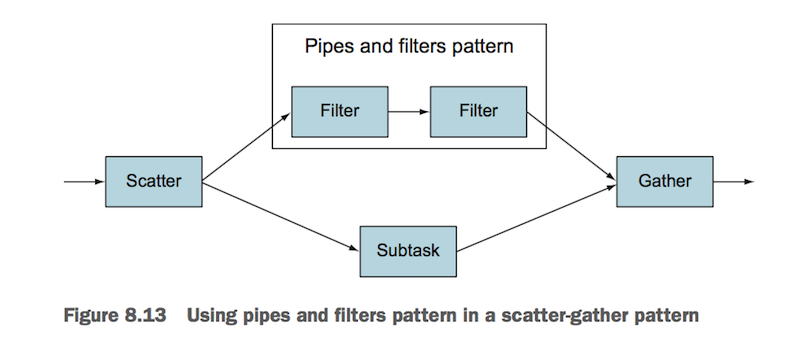 Pipes and filters pattern
Filter
Filter
Scatter
Gather
Subtask
Figure 8.13 Using pipes and filters pattern in a scatter-gather pattern